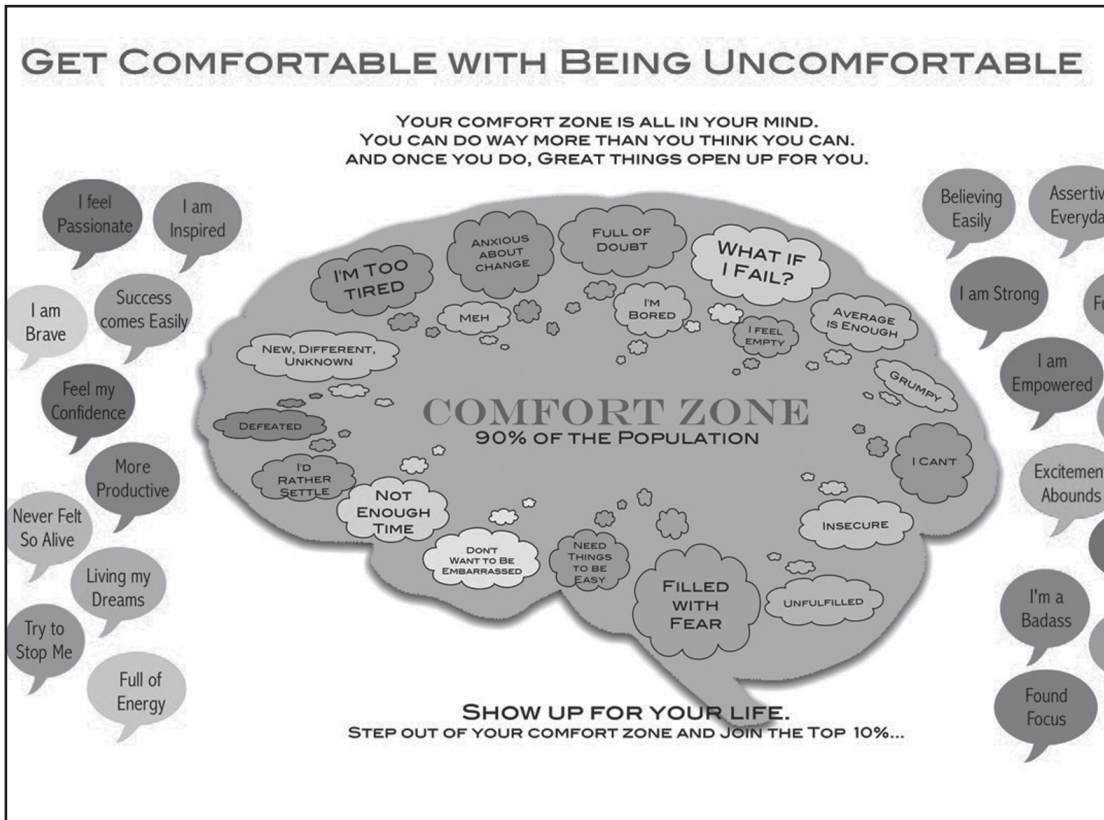 GET COMFORTABLE WITH BEING UNCOMFORTABLE
YOUR COMFORT ZONE IS ALL IN YOUR MIND.
YOU CAN DO WAY MORE THAN YOU THINK YOU CAN.
AND ONCE YOU DO, GREAT THINGS OPEN UP FOR YOU.
I feel
Passionate
I am
Inspired
I am
Brave
Success
comes Easily
Feel my
Confidence
More
Productive
Never Felt
So Alive
Living my
Dreams
Try to
Stop Me
Full of
Energy
I'M TOO
TIRED
ANXIOUS
ABOUT
CHANGE
FULL OF
DOUBT
WHAT IF
I FAIL?
MEH
I'M
BORED
I FEEL
EMPTY
AVERAGE
IS ENOUGH
NEW, DIFFERENT,
UNKNOWN
GRUMPY
DEFEATED
COMFORT ZONE
90% OF THE POPULATION
I CAN'T
I'D
RATHER
SETTLE
NOT
ENOUGH
TIME
INSECURE
DON'T
WANT TO BE
EMBARRASSED
NEED
THINGS
TO BE
EASY
FILLED
WITH
FEAR
UNFULFILLED
Believing
Easily
Everyda
I am Strong
I am
Empowered
Excitemen
Abounds
I'm a
Badass
Found
Focus
SHOW UP FOR YOUR LIFE.
STEP OUT OF YOUR COMFORT ZONE AND JOIN THE TOP 10%...